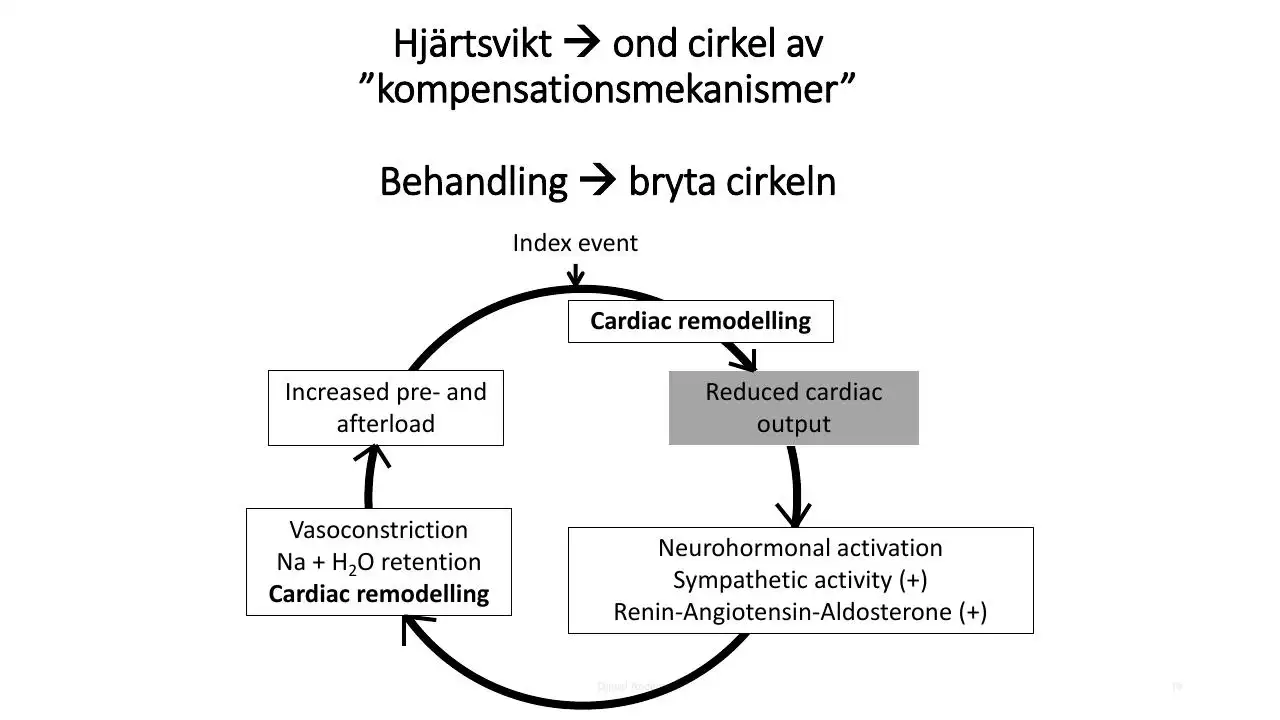 Hjärtsvikt → ond cirkel av
”kompensationsmekanismer”
Behandling → bryta cirkeln
Index event
Cardiac remodelling
Increased pre- and
afterload
Reduced cardiac
output
Vasoconstriction
Na + H₂O retention
Cardiac remodelling
Neurohormonal activation
Sympathetic activity (+)
Renin-Angiotensin-Aldosterone (+)
19